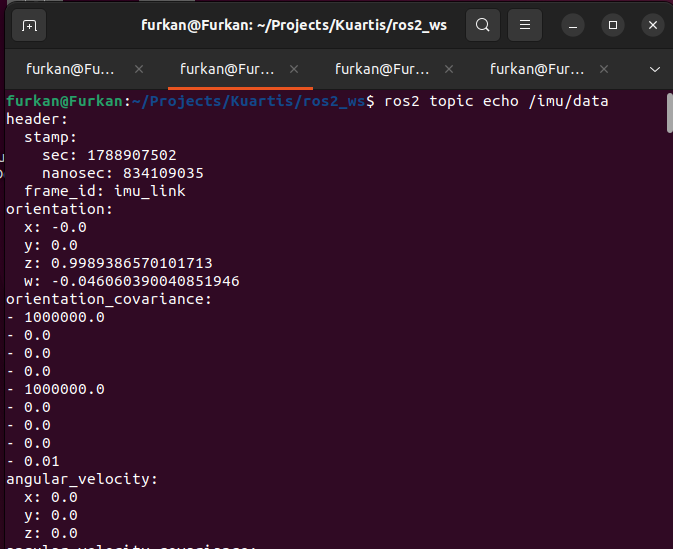 furkan@Furkan: ~/Projects/Kuartis/ros2_ws
furkan@Fu... × furkan@Fur... × furkan@Fur... × furkan@Fur... ×
furkan@Furkan:~/Projects/Kuartis/ros2_ws$ ros2 topic echo /imu/data
header:
  stamp:
    sec: 1788907502
    nanosec: 834109035
  frame_id: imu_link
orientation:
  x: -0.0
  y: 0.0
  z: 0.9989386570101713
  w: -0.046060390040851946
orientation_covariance:
- 1000000.0
- 0.0
- 0.0
- 0.0
- 1000000.0
- 0.0
- 0.0
- 0.0
- 0.01
angular_velocity:
  x: 0.0
  y: 0.0
  z: 0.0